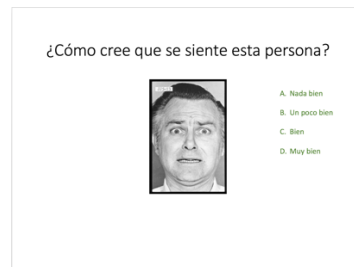 ¿Cómo cree que se siente esta persona?
A. Nada bien
B. Un poco bien
C. Bien
D. Muy bien